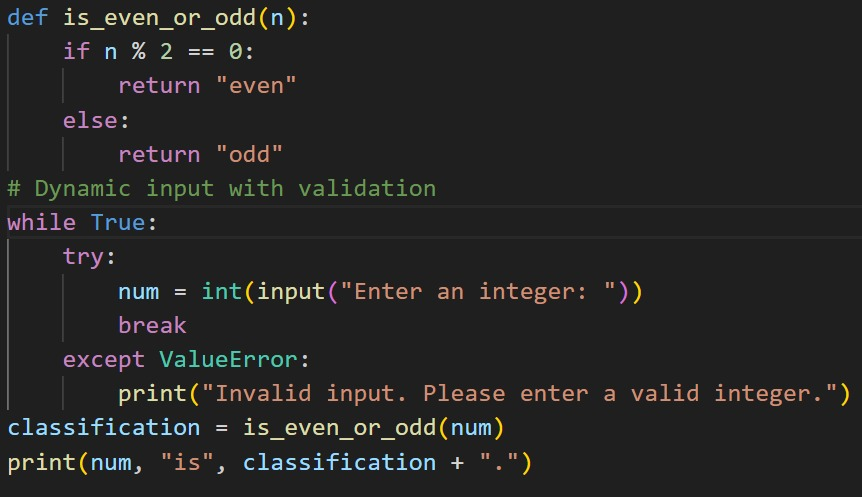 def is_even_or_odd(n):
    if n % 2 == 0:
        return "even"
    else:
        return "odd"
# Dynamic input with validation
while True:
    try:
        num = int(input("Enter an integer: "))
        break
    except ValueError:
        print("Invalid input. Please enter a valid integer.")
classification = is_even_or_odd(num)
print(num, "is", classification + ".")